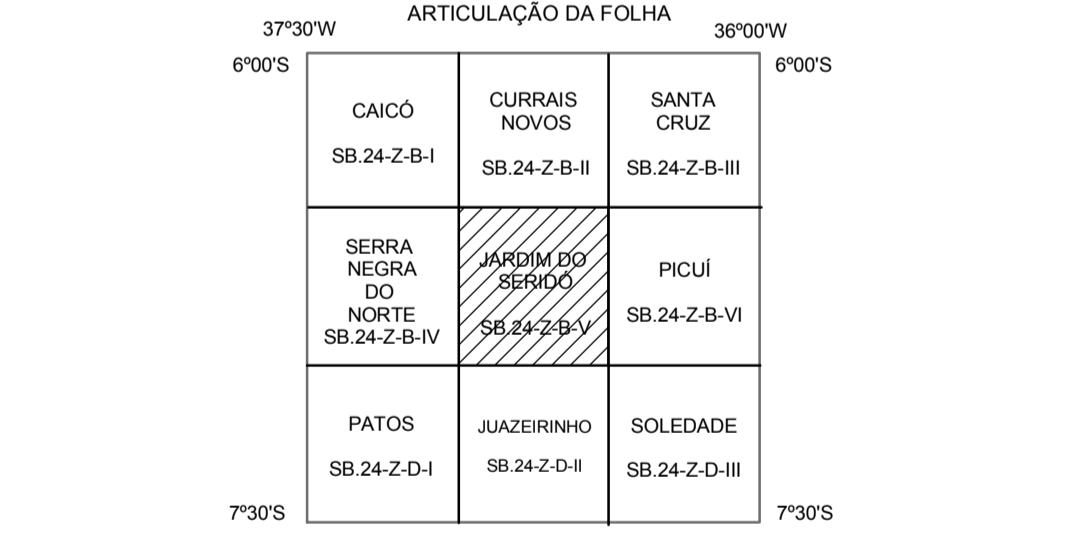 ARTICULAÇÃO DA FOLHA
37º30'W
36º00'W
6º00'S
6º00'S
CAICÓ
SB.24-Z-B-I
CURRAIS
NOVOS
SB.24-Z-B-II
SANTA
CRUZ
SB.24-Z-B-III
SERRA
NEGRA
DO
NORTE
SB.24-Z-B-IV
JARDIM DO
SERIDÓ
SB.24-Z-B-V
PICUÍ
SB.24-Z-B-VI
PATOS
SB.24-Z-D-I
JUAZEIRINHO
SB.24-Z-D-II
SOLEDADE
SB.24-Z-D-III
7º30'S
7º30'S